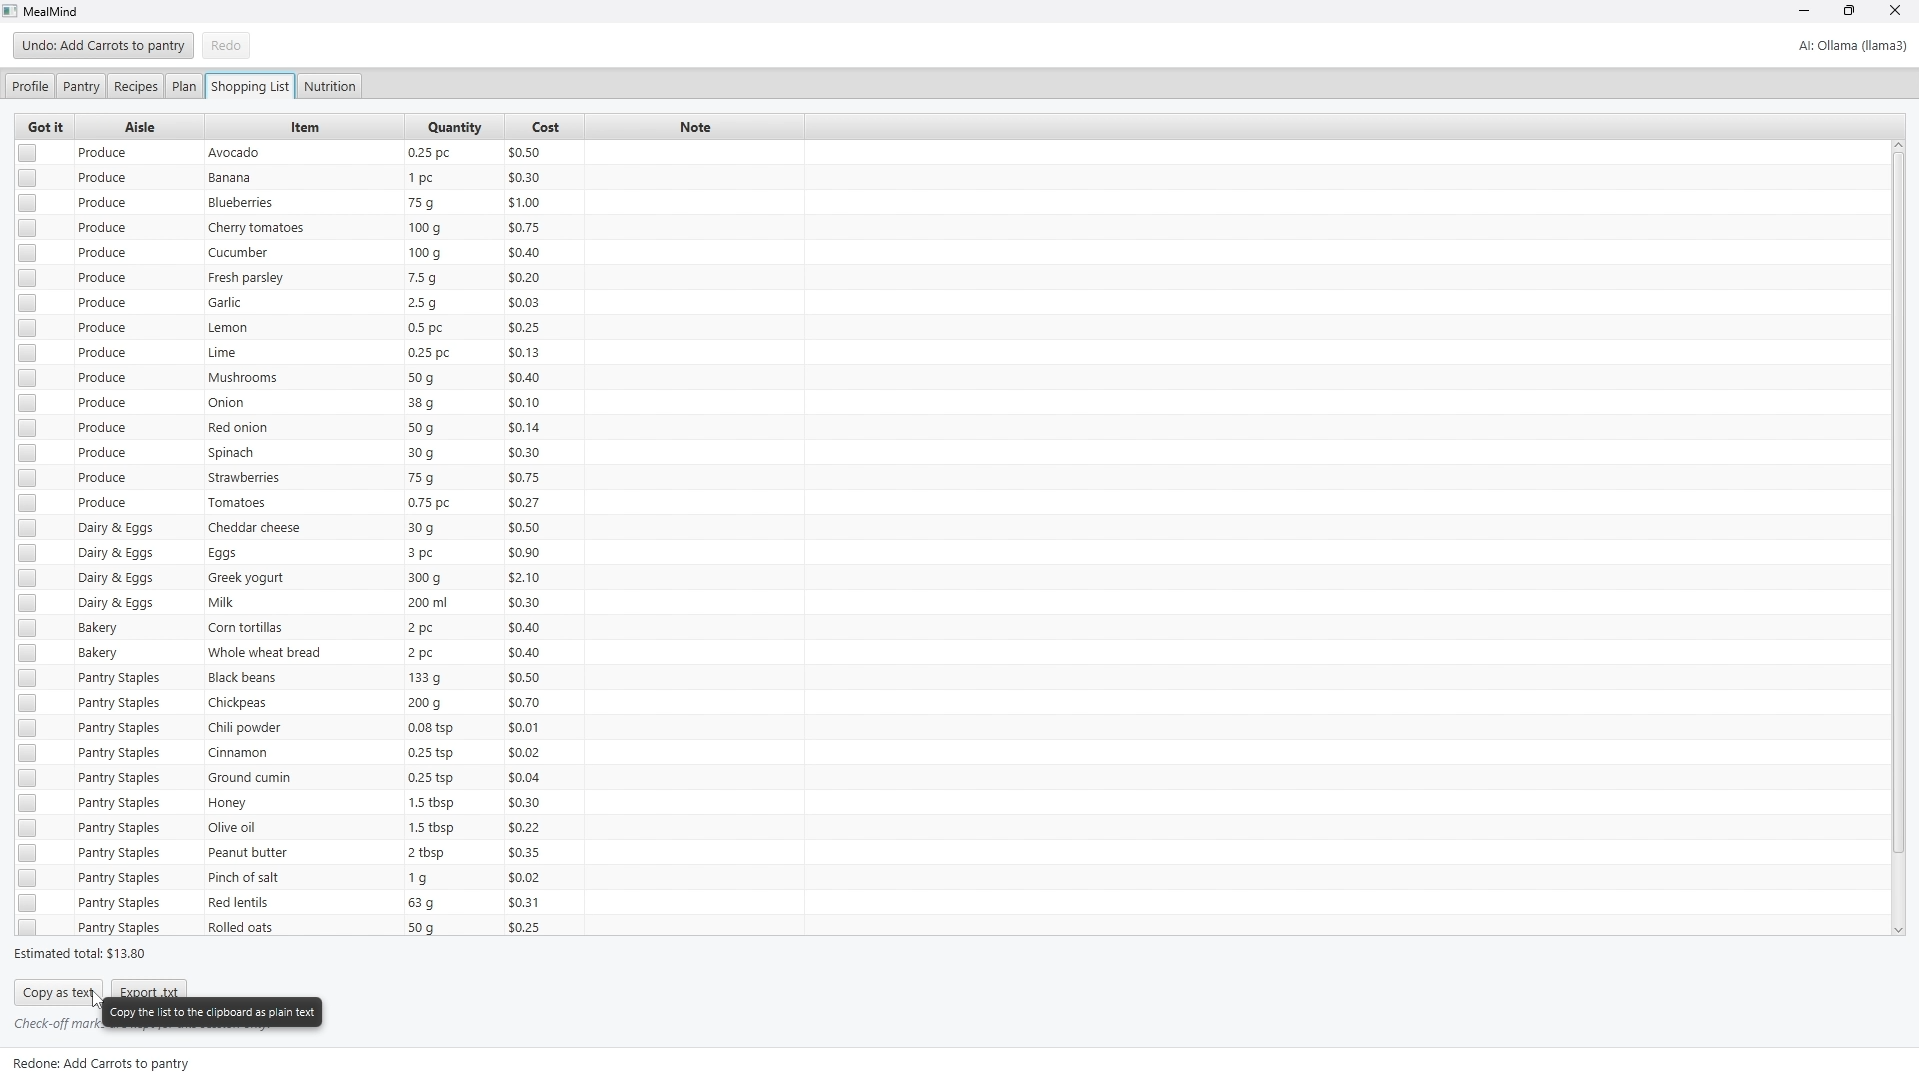 MealMind
Undo: Add Carrots to pantry Redo AI: Ollama (llama3)
Profile Pantry Recipes Plan Shopping List Nutrition
Got it Aisle Item Quantity Cost Note
Produce Avocado 0.25 pc $0.50
Produce Banana 1 pc $0.30
Produce Blueberries 75 g $1.00
Produce Cherry tomatoes 100 g $0.75
Produce Cucumber 100 g $0.40
Produce Fresh parsley 7.5 g $0.20
Produce Garlic 2.5 g $0.03
Produce Lemon 0.5 pc $0.25
Produce Lime 0.25 pc $0.13
Produce Mushrooms 50 g $0.40
Produce Onion 38 g $0.10
Produce Red onion 50 g $0.14
Produce Spinach 30 g $0.30
Produce Strawberries 75 g $0.75
Produce Tomatoes 0.75 pc $0.27
Dairy & Eggs Cheddar cheese 30 g $0.50
Dairy & Eggs Eggs 3 pc $0.90
Dairy & Eggs Greek yogurt 300 g $2.10
Dairy & Eggs Milk 200 ml $0.30
Bakery Corn tortillas 2 pc $0.40
Bakery Whole wheat bread 2 pc $0.40
Pantry Staples Black beans 133 g $0.50
Pantry Staples Chickpeas 200 g $0.70
Pantry Staples Chili powder 0.08 tsp $0.01
Pantry Staples Cinnamon 0.25 tsp $0.02
Pantry Staples Ground cumin 0.25 tsp $0.04
Pantry Staples Honey 1.5 tbsp $0.30
Pantry Staples Olive oil 1.5 tbsp $0.22
Pantry Staples Peanut butter 2 tbsp $0.35
Pantry Staples Pinch of salt 1 g $0.02
Pantry Staples Red lentils 63 g $0.31
Pantry Staples Rolled oats 50 g $0.25
Estimated total: $13.80
Copy as text Export .txt
Copy the list to the clipboard as plain text
Check-off marks
Redone: Add Carrots to pantry